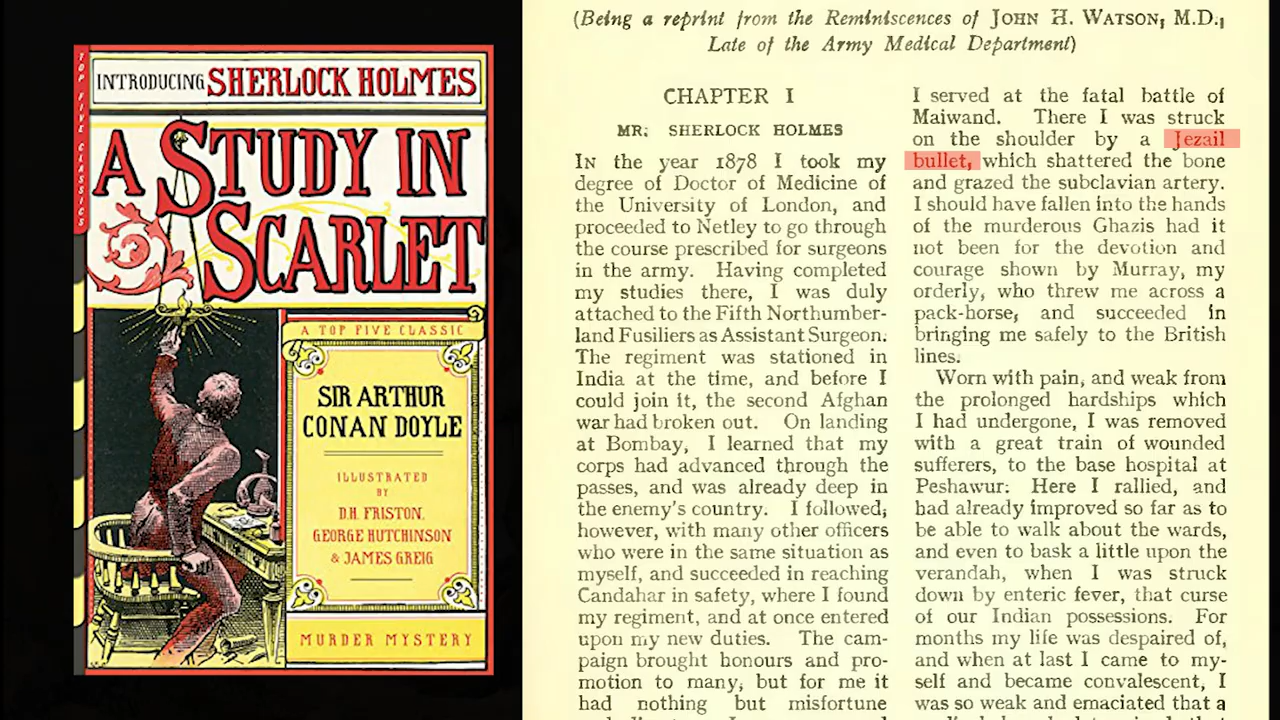 TOP FIVE CLASSICS
INTRODUCING SHERLOCK HOLMES
A STUDY IN
SCARLET
A TOP FIVE CLASSIC
SIR ARTHUR
CONAN DOYLE
ILLUSTRATED
BY
D.H. FRISTON,
GEORGE HUTCHINSON
& JAMES GREIG
MURDER MYSTERY
(Being a reprint from the Reminiscences of JOHN H. WATSON, M.D.,
Late of the Army Medical Department)
CHAPTER I
MR. SHERLOCK HOLMES
IN the year 1878 I took my
degree of Doctor of Medicine of
the University of London, and
proceeded to Netley to go through
the course prescribed for surgeons
in the army. Having completed
my studies there, I was duly
attached to the Fifth Northumber-
land Fusiliers as Assistant Surgeon.
The regiment was stationed in
India at the time, and before I
could join it, the second Afghan
war had broken out. On landing
at Bombay, I learned that my
corps had advanced through the
passes, and was already deep in
the enemy's country. I followed,
however, with many other officers
who were in the same situation as
myself, and succeeded in reaching
Candahar in safety, where I found
my regiment, and at once entered
upon my new duties. The cam-
paign brought honours and pro-
motion to many, but for me it
had nothing but misfortune
I served at the fatal battle of
Maiwand. There I was struck
on the shoulder by a Jezail
bullet, which shattered the bone
and grazed the subclavian artery.
I should have fallen into the hands
of the murderous Ghazis had it
not been for the devotion and
courage shown by Murray, my
orderly, who threw me across a
pack-horse, and succeeded in
bringing me safely to the British
lines.
Worn with pain, and weak from
the prolonged hardships which
I had undergone, I was removed
with a great train of wounded
sufferers, to the base hospital at
Peshawur. Here I rallied, and
had already improved so far as to
be able to walk about the wards,
and even to bask a little upon the
verandah, when I was struck
down by enteric fever, that curse
of our Indian possessions. For
months my life was despaired of,
and when at last I came to my-
self and became convalescent, I
was so weak and emaciated that a